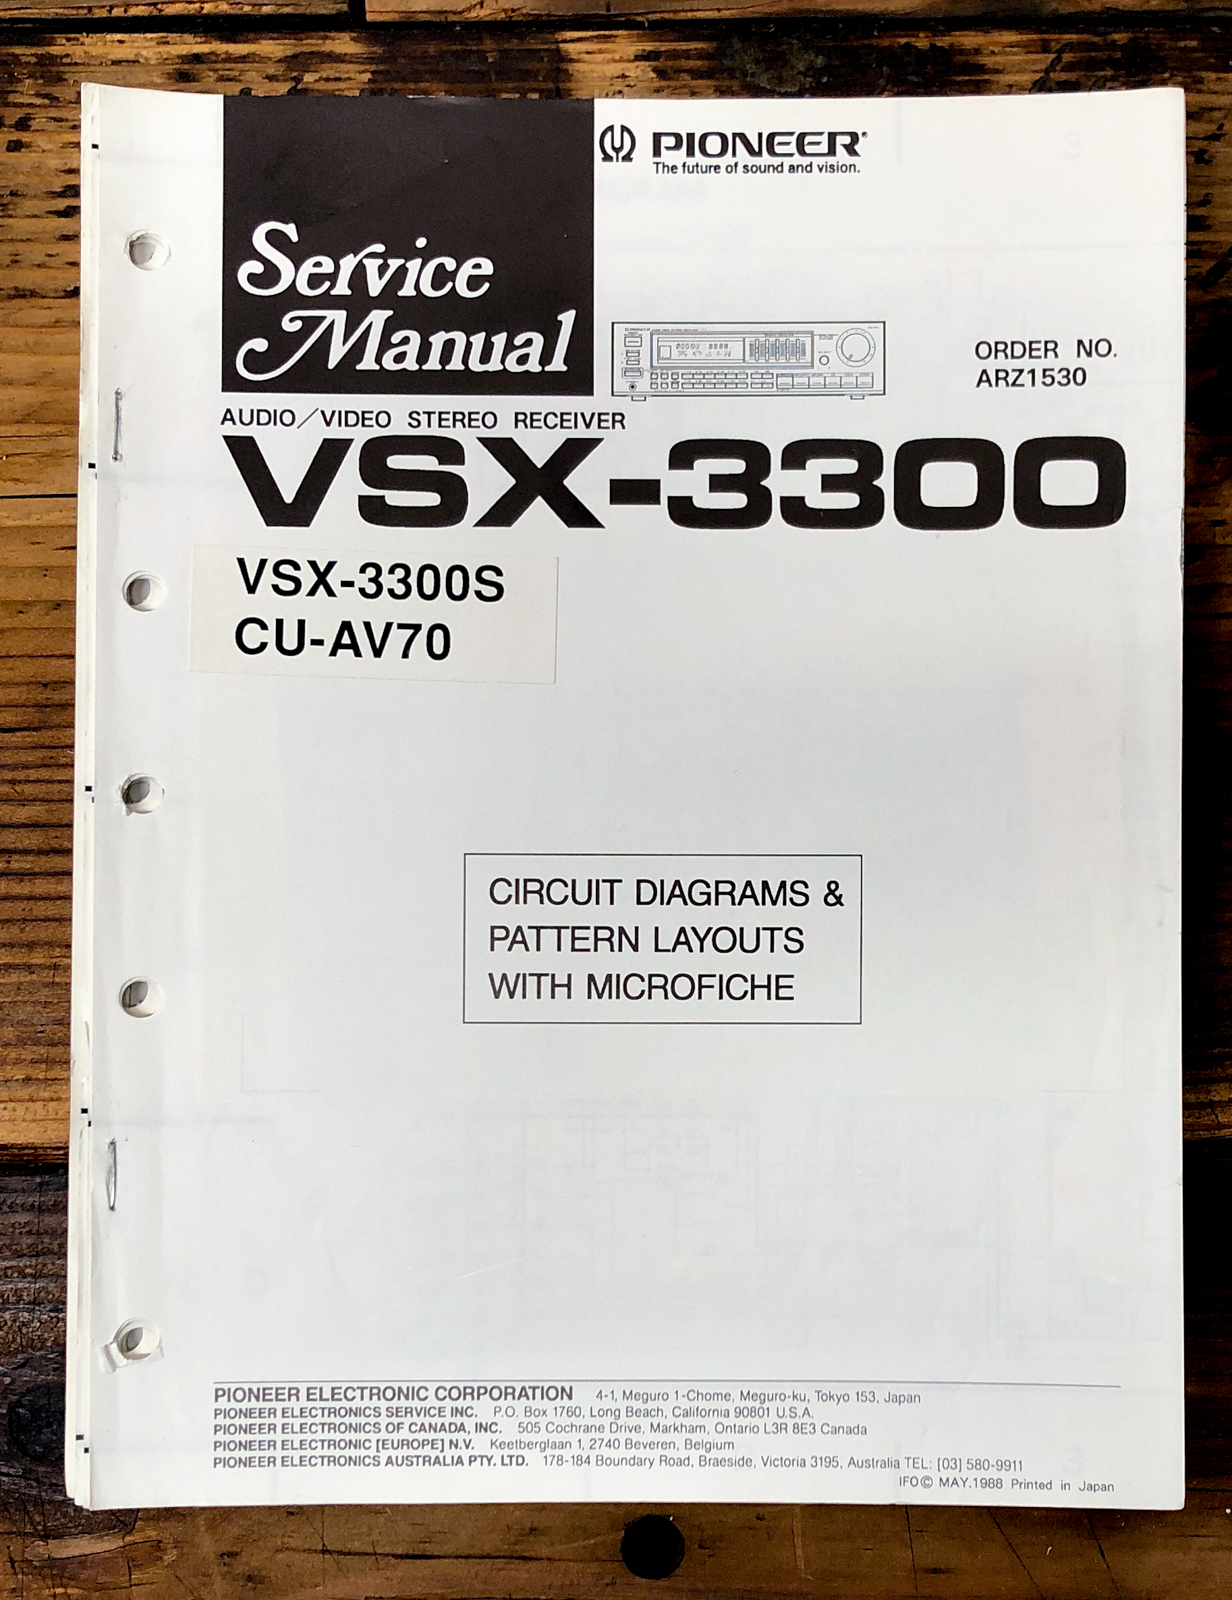 PIONEER
The future of sound and vision.
Service
Manual
ORDER NO.
ARZ1530
AUDIO/VIDEO STEREO RECEIVER
VSX-3300
VSX-3300S
CU-AV70
CIRCUIT DIAGRAMS &
PATTERN LAYOUTS
WITH MICROFICHE
PIONEER ELECTRONIC CORPORATION 4-1, Meguro 1-Chome, Meguro-ku, Tokyo 153, Japan
PIONEER ELECTRONICS SERVICE INC. P.O. Box 1760, Long Beach, California 90801 U.S.A.
PIONEER ELECTRONICS OF CANADA, INC. 505 Cochrane Drive, Markham, Ontario L3R 8E3 Canada
PIONEER ELECTRONIC [EUROPE] N.V. Keetberglaan 1, 2740 Beveren, Belgium
PIONEER ELECTRONICS AUSTRALIA PTY. LTD. 178-184 Boundary Road, Braeside, Victoria 3195, Australia TEL: [03] 580-9911
IFO© MAY.1988 Printed in Japan